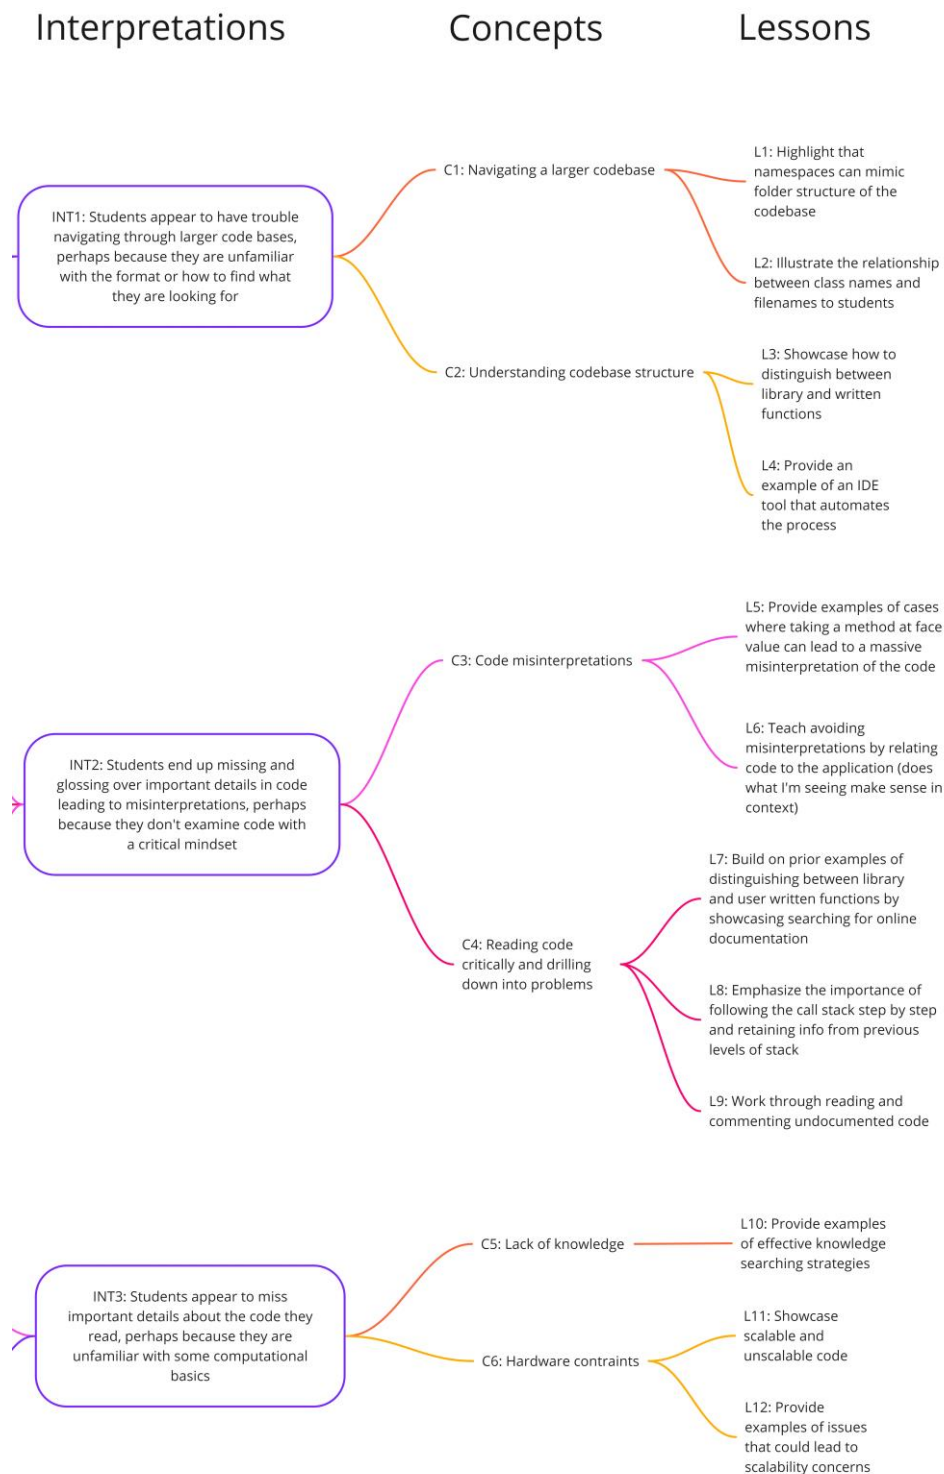 Interpretations
Concepts
Lessons
INT1: Students appear to have trouble
navigating through larger code bases,
perhaps because they are unfamiliar
with the format or how to find what
they are looking for
C1: Navigating a larger codebase
L1: Highlight that
namespaces can mimic
folder structure of the
codebase
L2: Illustrate the relationship
between class names and
filenames to students
C2: Understanding codebase structure
L3: Showcase how to
distinguish between
library and written
functions
L4: Provide an
example of an IDE
tool that automates
the process
INT2: Students end up missing and
glossing over important details in code
leading to misinterpretations, perhaps
because they don't examine code with
a critical mindset
C3: Code misinterpretations
L5: Provide examples of cases
where taking a method at face
value can lead to a massive
misinterpretation of the code
L6: Teach avoiding
misinterpretations by relating
code to the application (does
what I'm seeing make sense in
context)
C4: Reading code
critically and drilling
down into problems
L7: Build on prior examples of
distinguishing between library
and user written functions by
showcasing searching for online
documentation
L8: Emphasize the importance of
following the call stack step by step
and retaining info from previous
levels of stack
L9: Work through reading and
commenting undocumented code
INT3: Students appear to miss
important details about the code they
read, perhaps because they are
unfamiliar with some computational
basics
C5: Lack of knowledge
L10: Provide examples
of effective knowledge
searching strategies
C6: Hardware contraints
L11: Showcase
scalable and
unscalable code
L12: Provide
examples of issues
that could lead to
scalability concerns